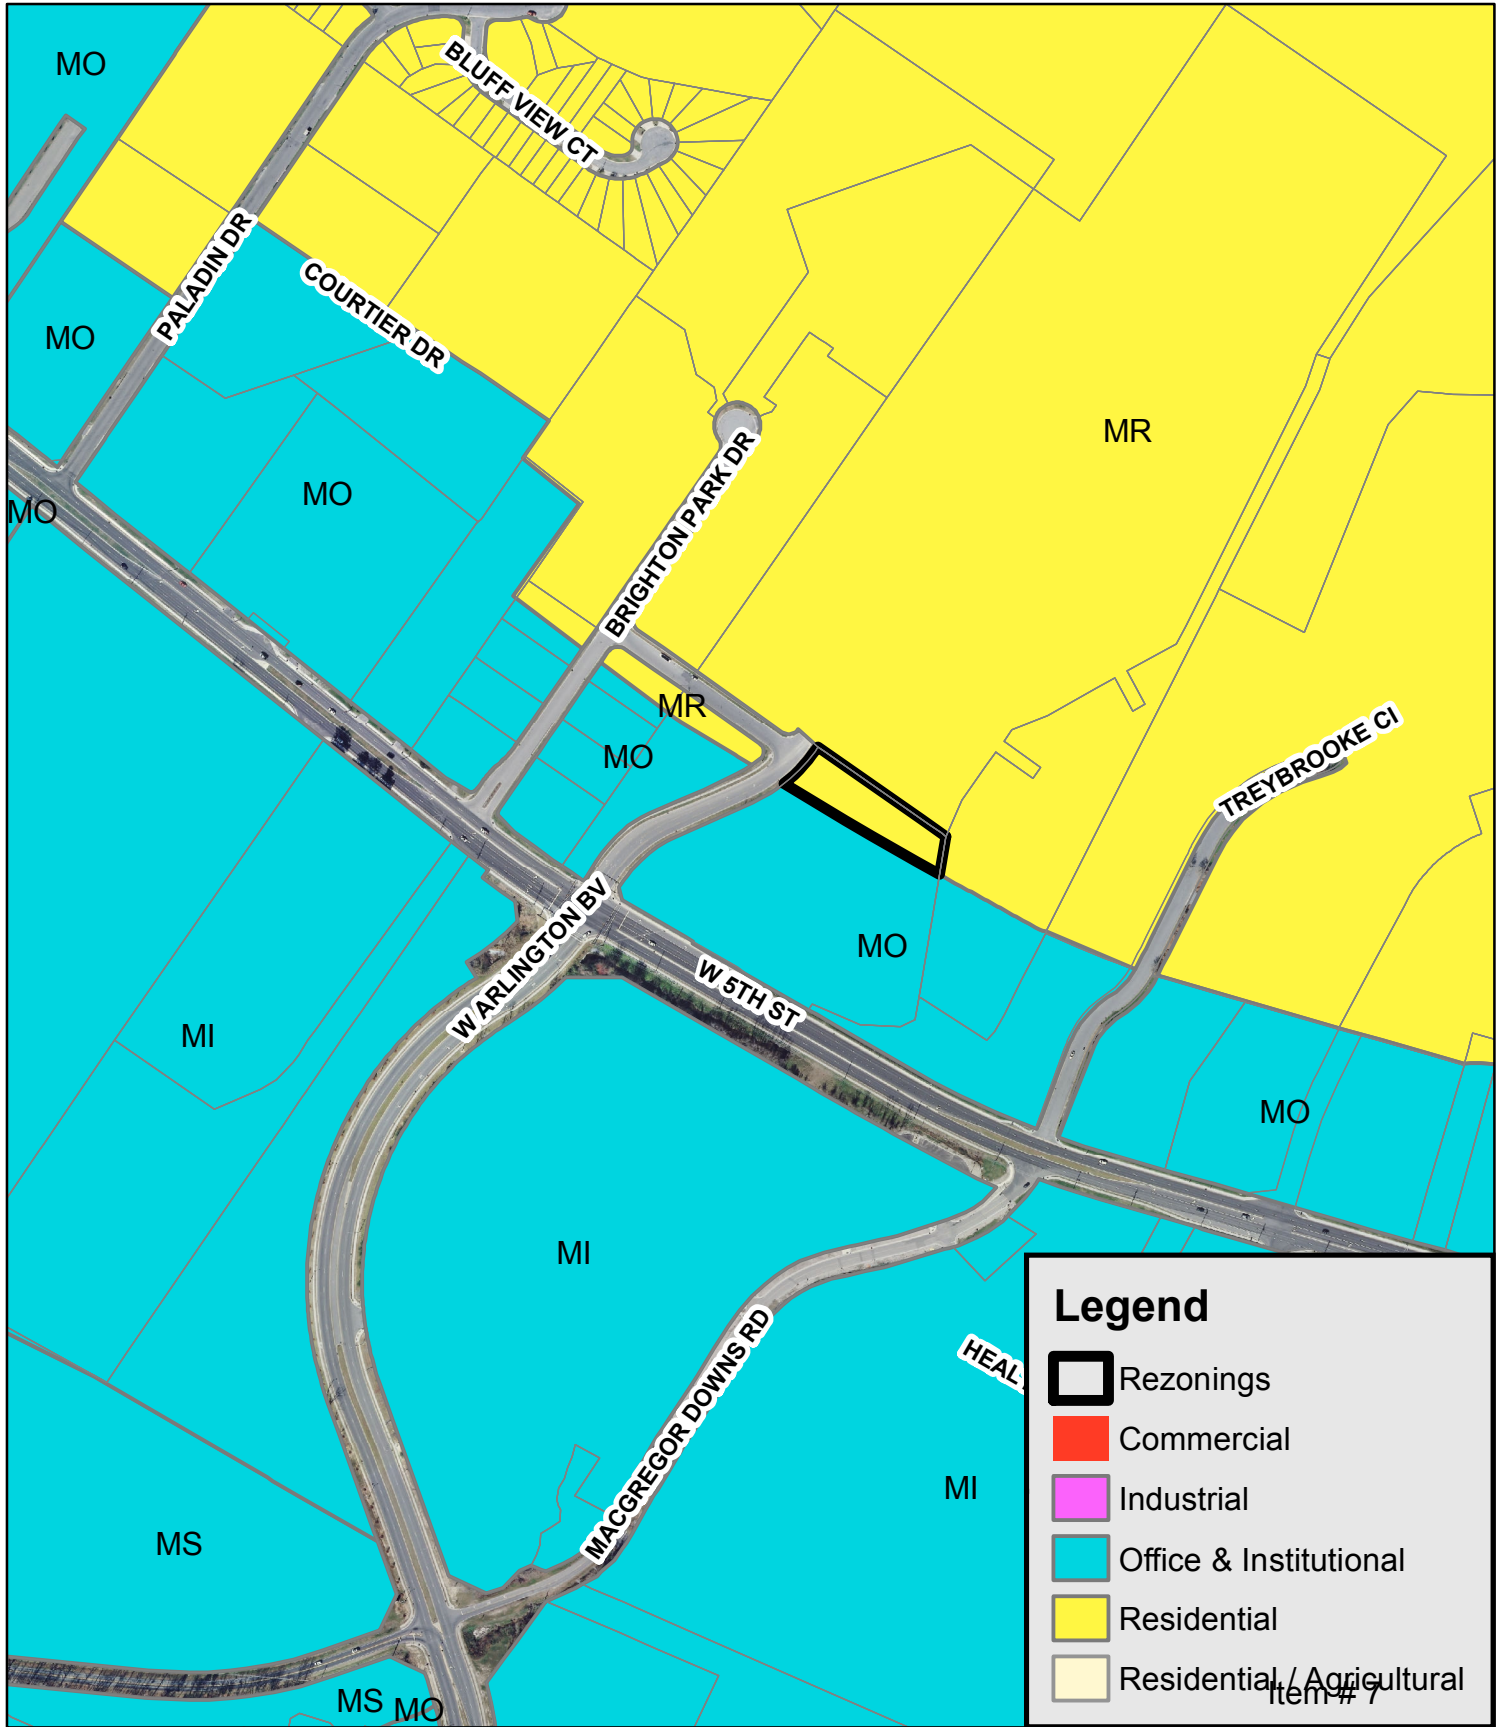 MO
BLUFF VIEW CT
PALADIN DR
COURTIER DR
MO
MR
BRIGHTON PARK DR
MO
MO
MR
MO
TREYBROOKE CI
W ARLINGTON BV
MO
W 5TH ST
MI
MO
MI
MACGREGOR DOWNS RD
MI
MS
MS
MO
Legend
Rezonings
Commercial
Industrial
Office & Institutional
Residential
Residential / Agricultural
Item # 7